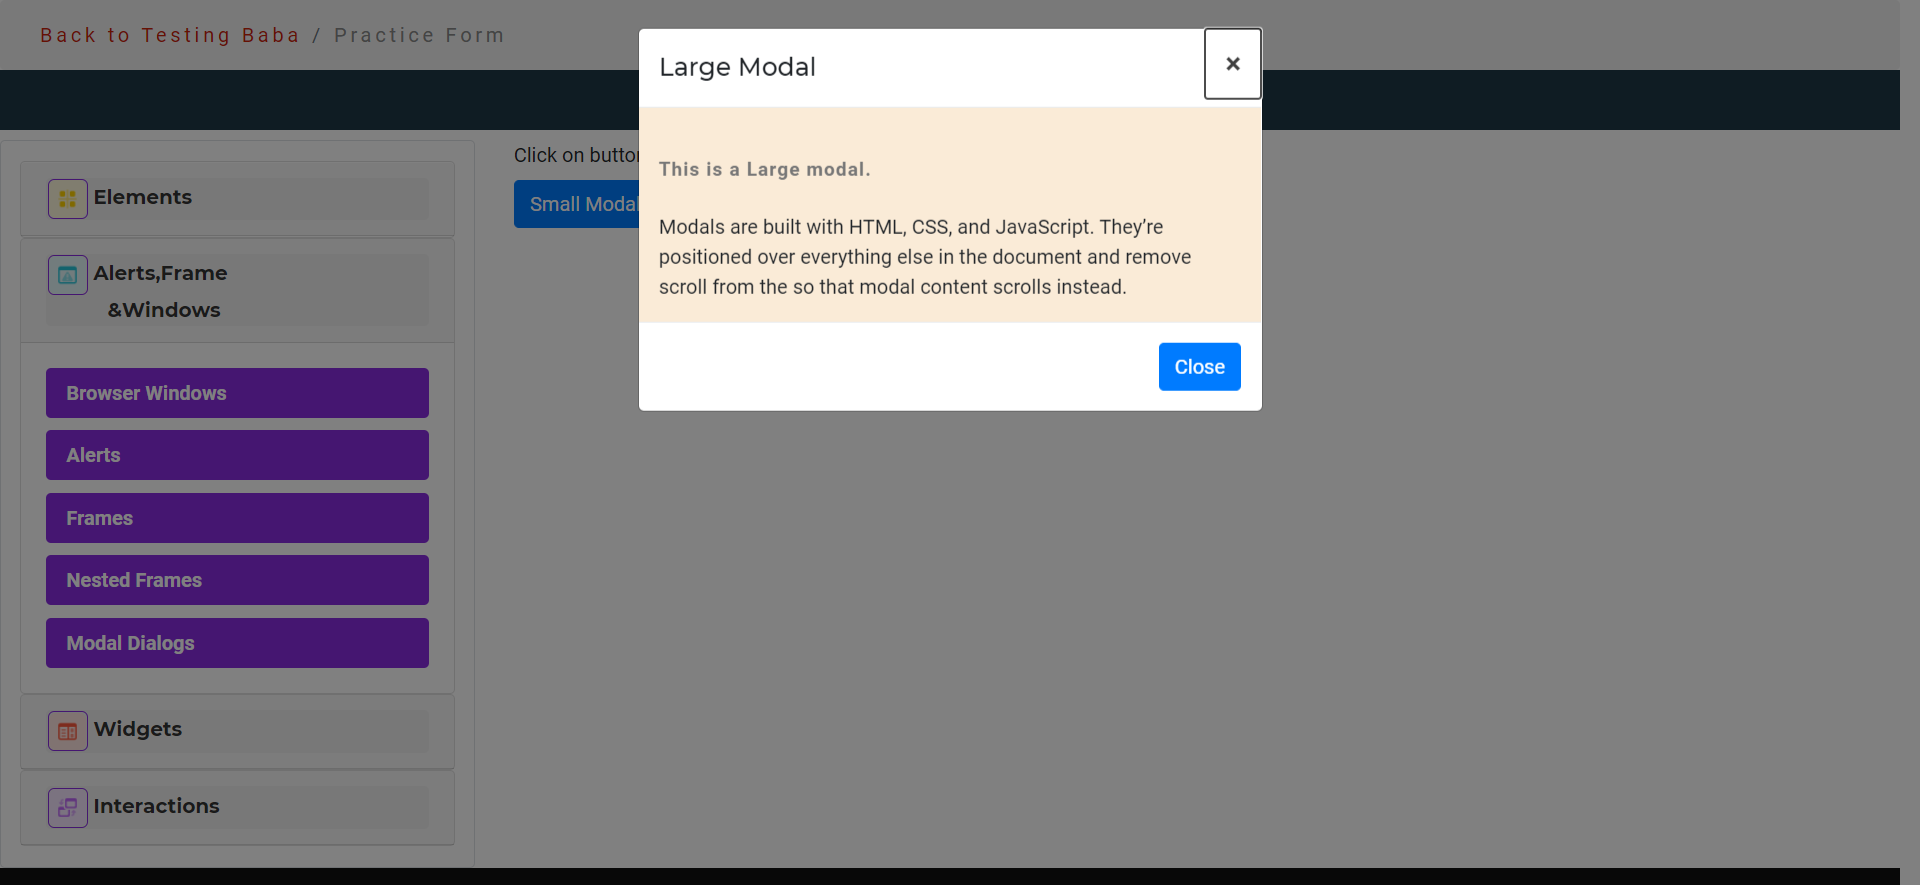 Back to Testing Baba / Practice Form
Large Modal
×
Elements
Alerts,Frame
&Windows
Browser Windows
Alerts
Frames
Nested Frames
Modal Dialogs
Widgets
Interactions
Click on
Small Modal
This is a Large modal.
Modals are built with HTML, CSS, and JavaScript. They’re
positioned over everything else in the document and remove
scroll from the so that modal content scrolls instead.
Close